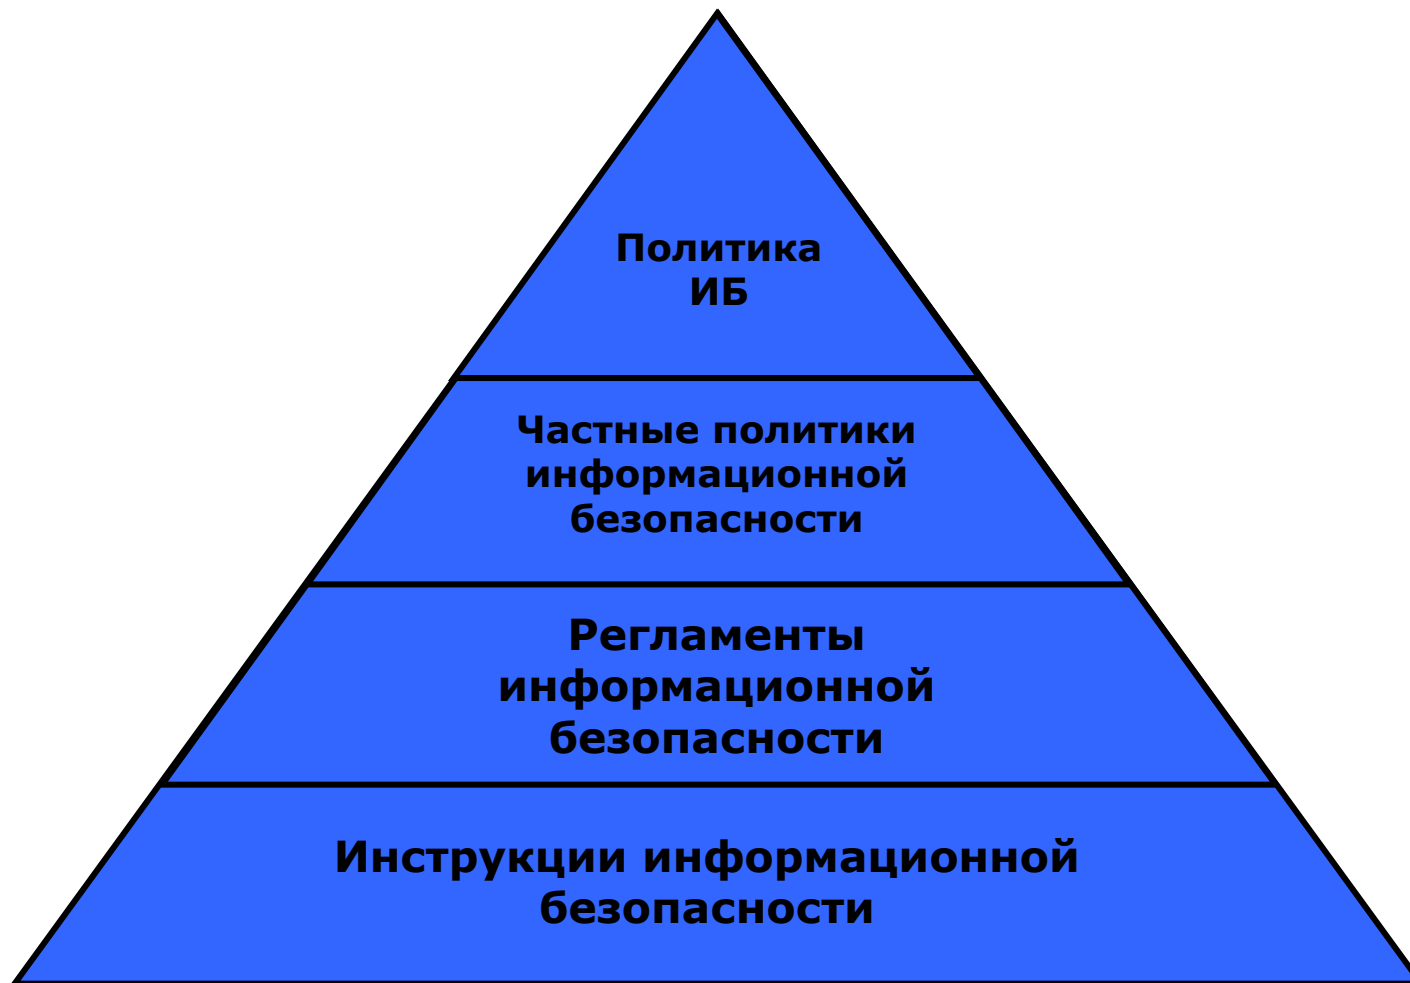 Политика
ИБ
Частные политики
информационной
безопасности
Регламенты
информационной
безопасности
Инструкции информационной
безопасности